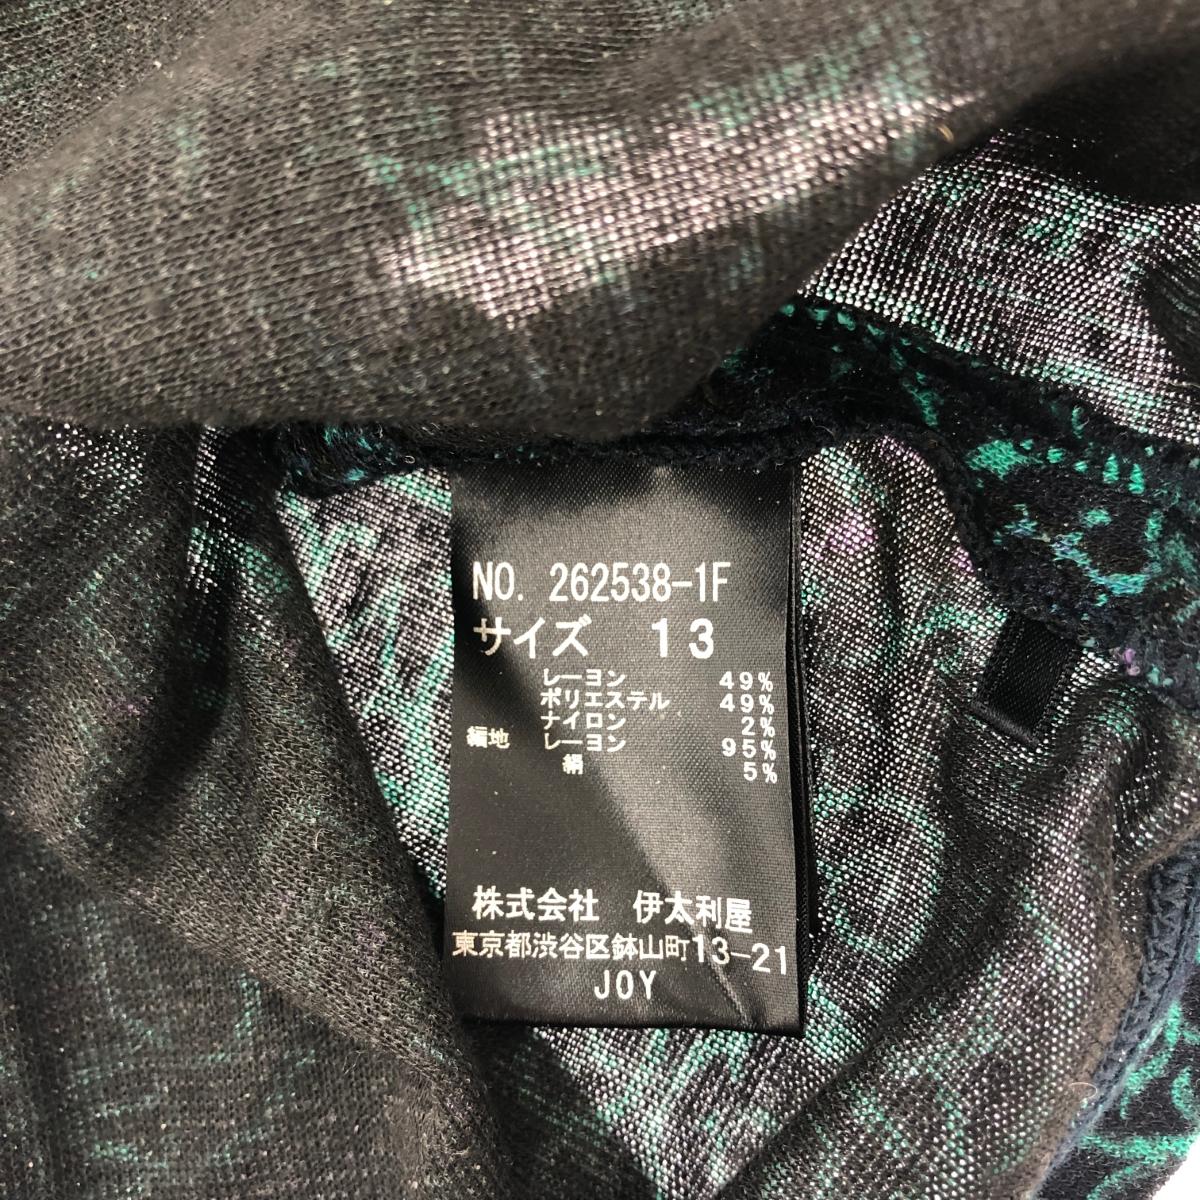 NO. 262538-1F
サイズ 13
レーヨン 49%
ポリエステル 49%
ナイロン 2%
編地 レーヨン 95%
絹 5%
株式会社 伊太利屋
東京都渋谷区鉢山町13-21
JOY